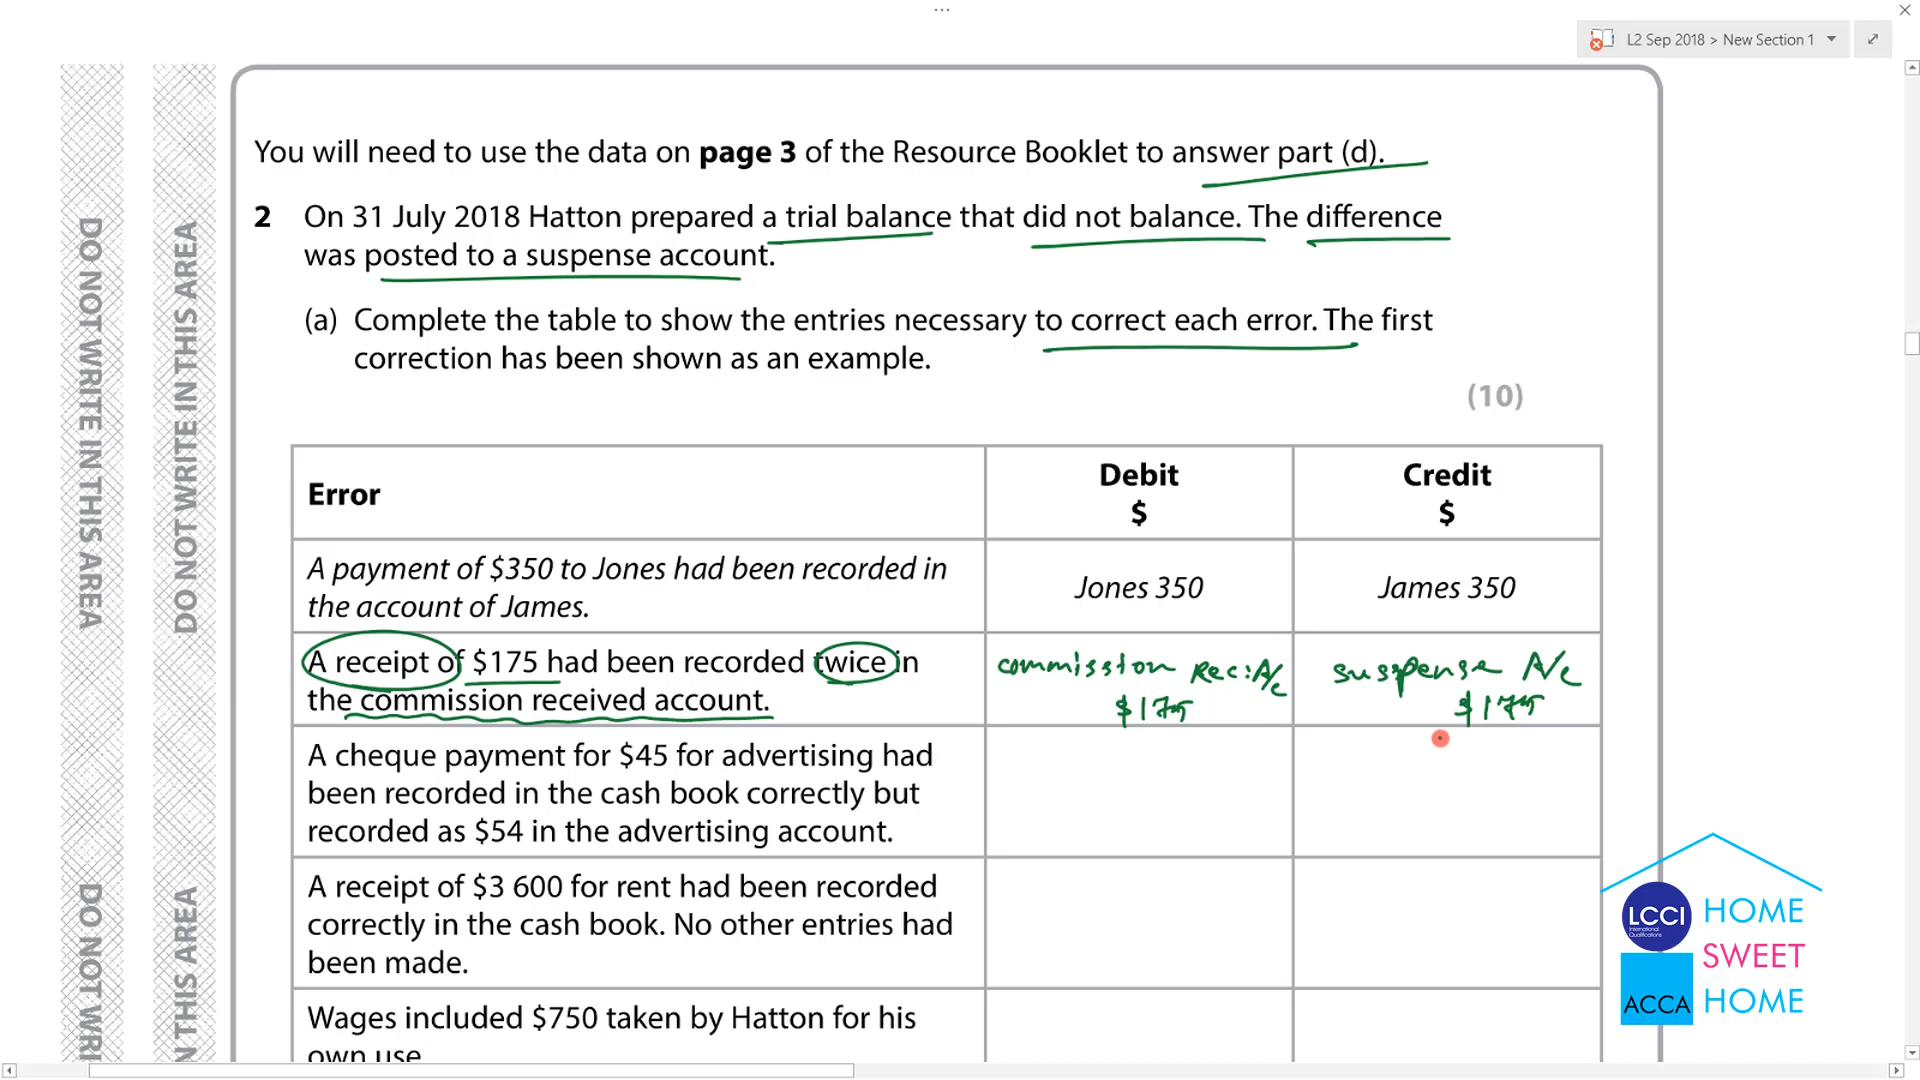 L2 Sep 2018 > New Section 1
You will need to use the data on page 3 of the Resource Booklet to answer part (d).
2 On 31 July 2018 Hatton prepared a trial balance that did not balance. The difference
was posted to a suspense account.
(a) Complete the table to show the entries necessary to correct each error. The first
correction has been shown as an example.
(10)
Error
Debit
$
Credit
$
A payment of $350 to Jones had been recorded in
the account of James.
Jones 350
James 350
A receipt of $175 had been recorded twice in
the commission received account.
commission Rec: A/c
$175
suspense A/c
$175
A cheque payment for $45 for advertising had
been recorded in the cash book correctly but
recorded as $54 in the advertising account.
A receipt of $3 600 for rent had been recorded
correctly in the cash book. No other entries had
been made.
Wages included $750 taken by Hatton for his
own use
DO NOT WRITE IN THIS AREA
DO NOT WRITE IN THIS AREA
DO NOT WRI
N THIS AREA
LCCI
International
Qualifications
ACCA
HOME
SWEET
HOME